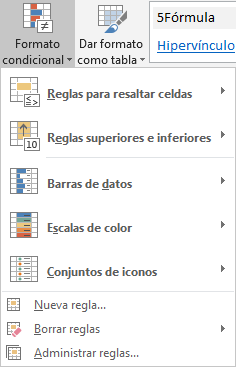 Formato
condicional
Dar formato
como tabla
5Fórmula
Hipervínculo
≤>
Reglas para resaltar celdas
10
Reglas superiores e inferiores
Barras de datos
Escalas de color
Conjuntos de iconos
Nueva regla...
Borrar reglas
Administrar reglas...